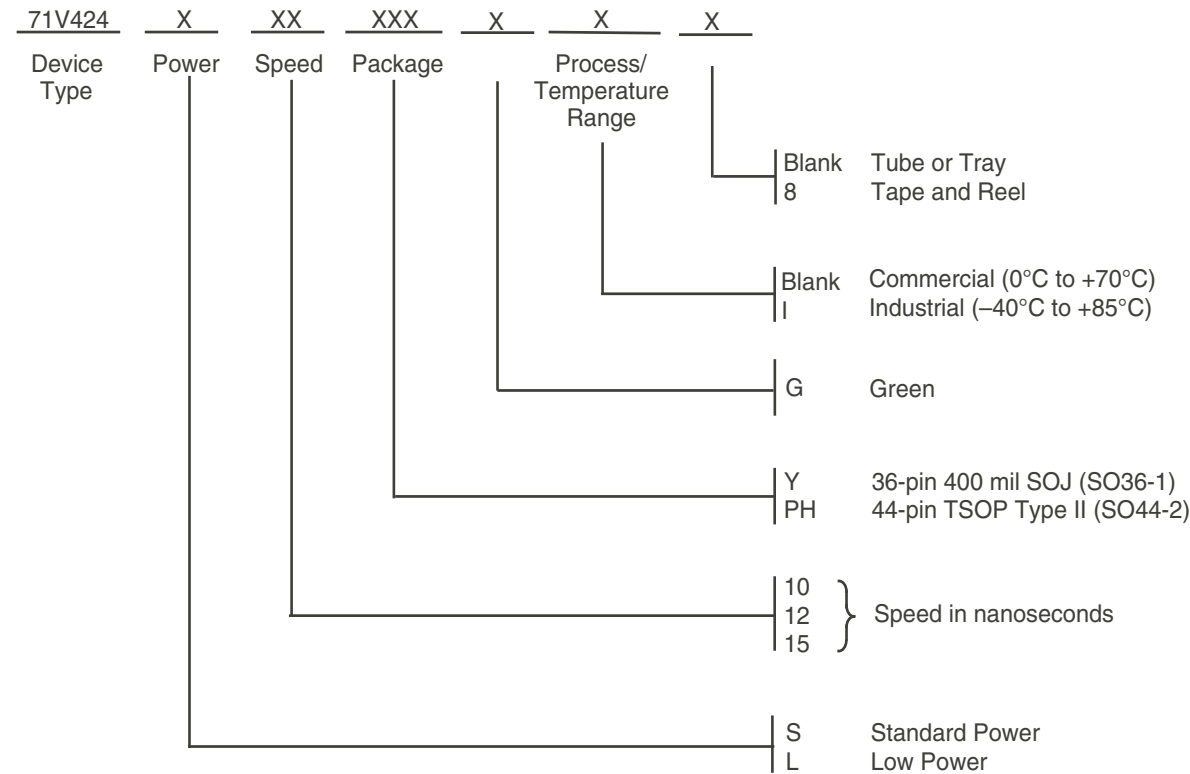 71V424 X XX XXX X X X
Device Type
Power
Speed
Package
Process/
Temperature
Range
Blank Tube or Tray
8 Tape and Reel
Blank Commercial (0°C to +70°C)
I Industrial (–40°C to +85°C)
G Green
Y 36-pin 400 mil SOJ (SO36-1)
PH 44-pin TSOP Type II (SO44-2)
10
12 Speed in nanoseconds
15
S Standard Power
L Low Power